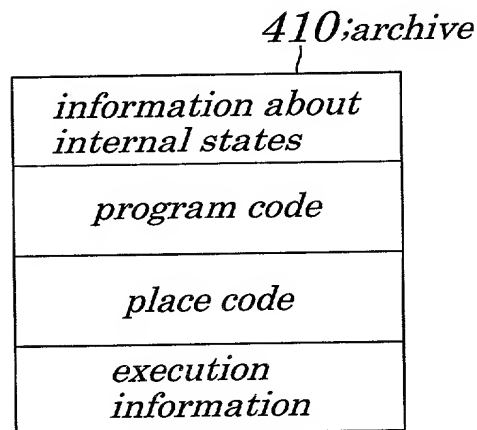 410;archive
information about
internal states
program code
place code
execution
information